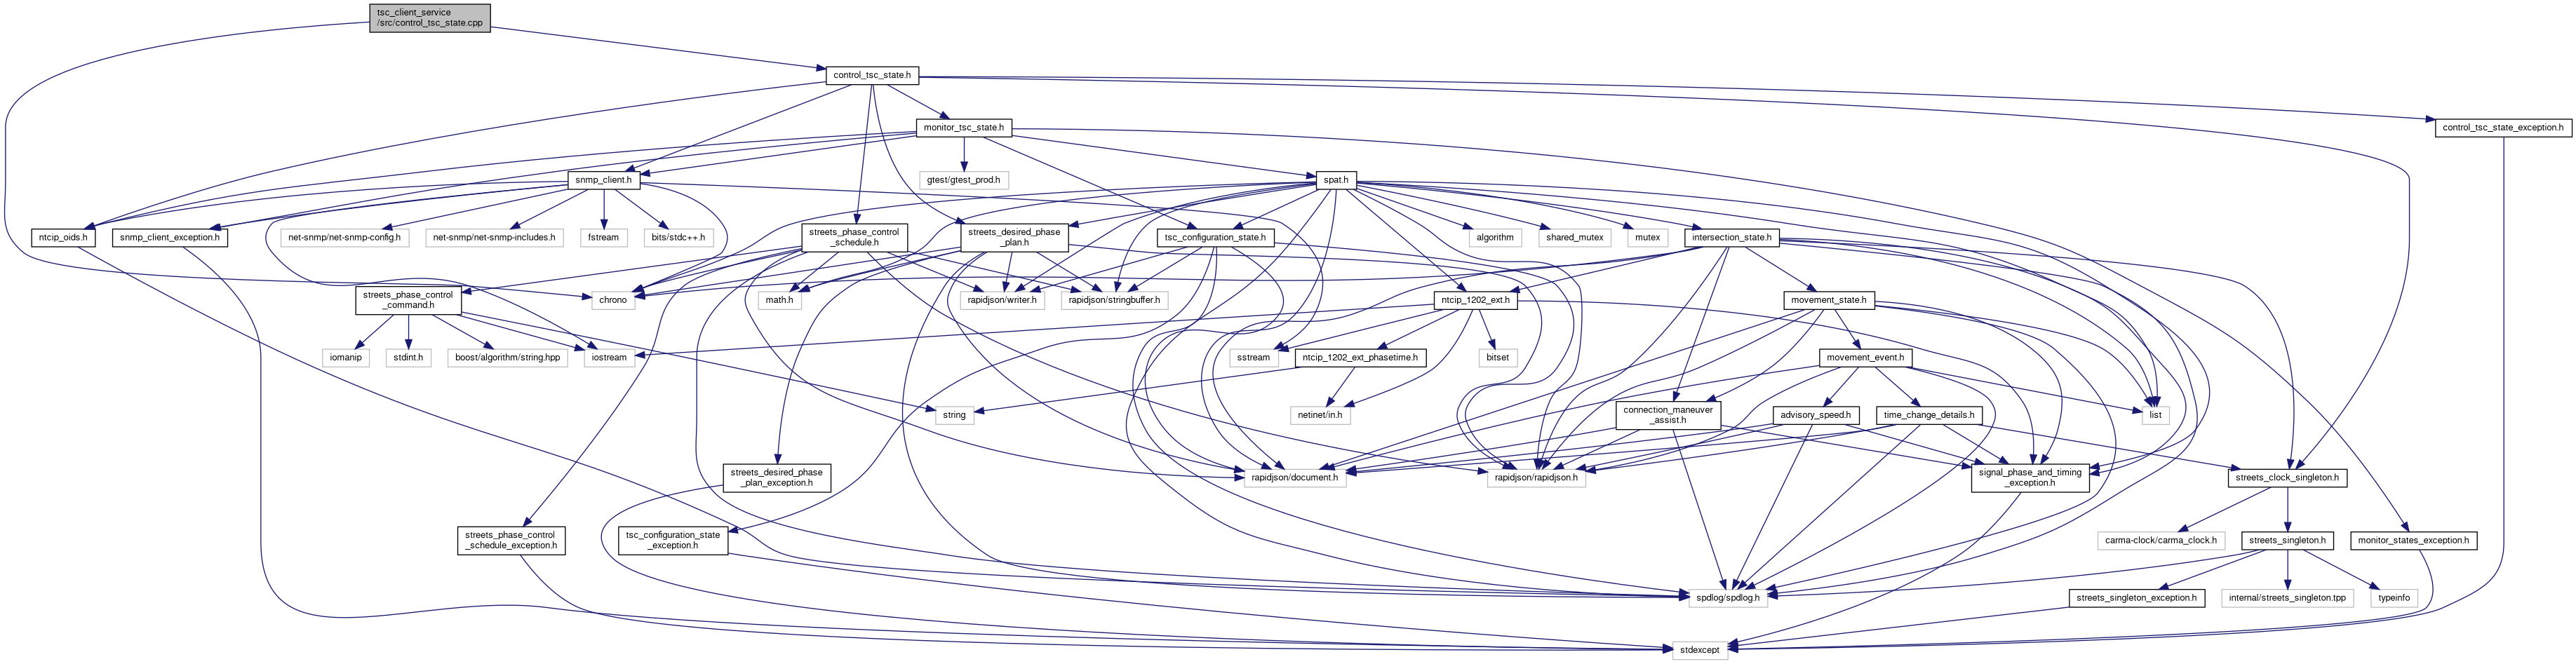 tsc_client_service
/src/control_tsc_state.cpp
control_tsc_state.h
monitor_tsc_state.h
control_tsc_state_exception.h
snmp_client.h
gtest/gtest_prod.h
spat.h
ntcip_oids.h
snmp_client_exception.h
net-snmp/net-snmp-config.h
net-snmp/net-snmp-includes.h
fstream
bits/stdc++.h
streets_phase_control
_schedule.h
streets_desired_phase
_plan.h
tsc_configuration_state.h
algorithm
shared_mutex
mutex
intersection_state.h
streets_phase_control
_command.h
chrono
math.h
rapidjson/writer.h
rapidjson/stringbuffer.h
ntcip_1202_ext.h
movement_state.h
iomanip
stdint.h
boost/algorithm/string.hpp
iostream
sstream
ntcip_1202_ext_phasetime.h
bitset
movement_event.h
string
netinet/in.h
connection_maneuver
_assist.h
advisory_speed.h
time_change_details.h
list
streets_desired_phase
_plan_exception.h
rapidjson/document.h
rapidjson/rapidjson.h
signal_phase_and_timing
_exception.h
streets_clock_singleton.h
streets_phase_control
_schedule_exception.h
tsc_configuration_state
_exception.h
carma-clock/carma_clock.h
streets_singleton.h
monitor_states_exception.h
spdlog/spdlog.h
streets_singleton_exception.h
internal/streets_singleton.tpp
typeinfo
stdexcept